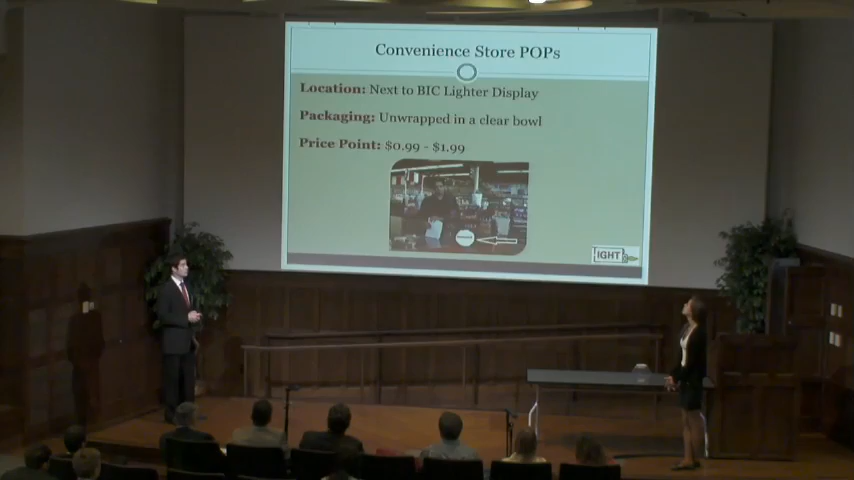 Convenience Store POPs
Location: Next to BIC Lighter Display
Packaging: Unwrapped in a clear bowl
Price Point: $0.99 - $1.99
IGHT